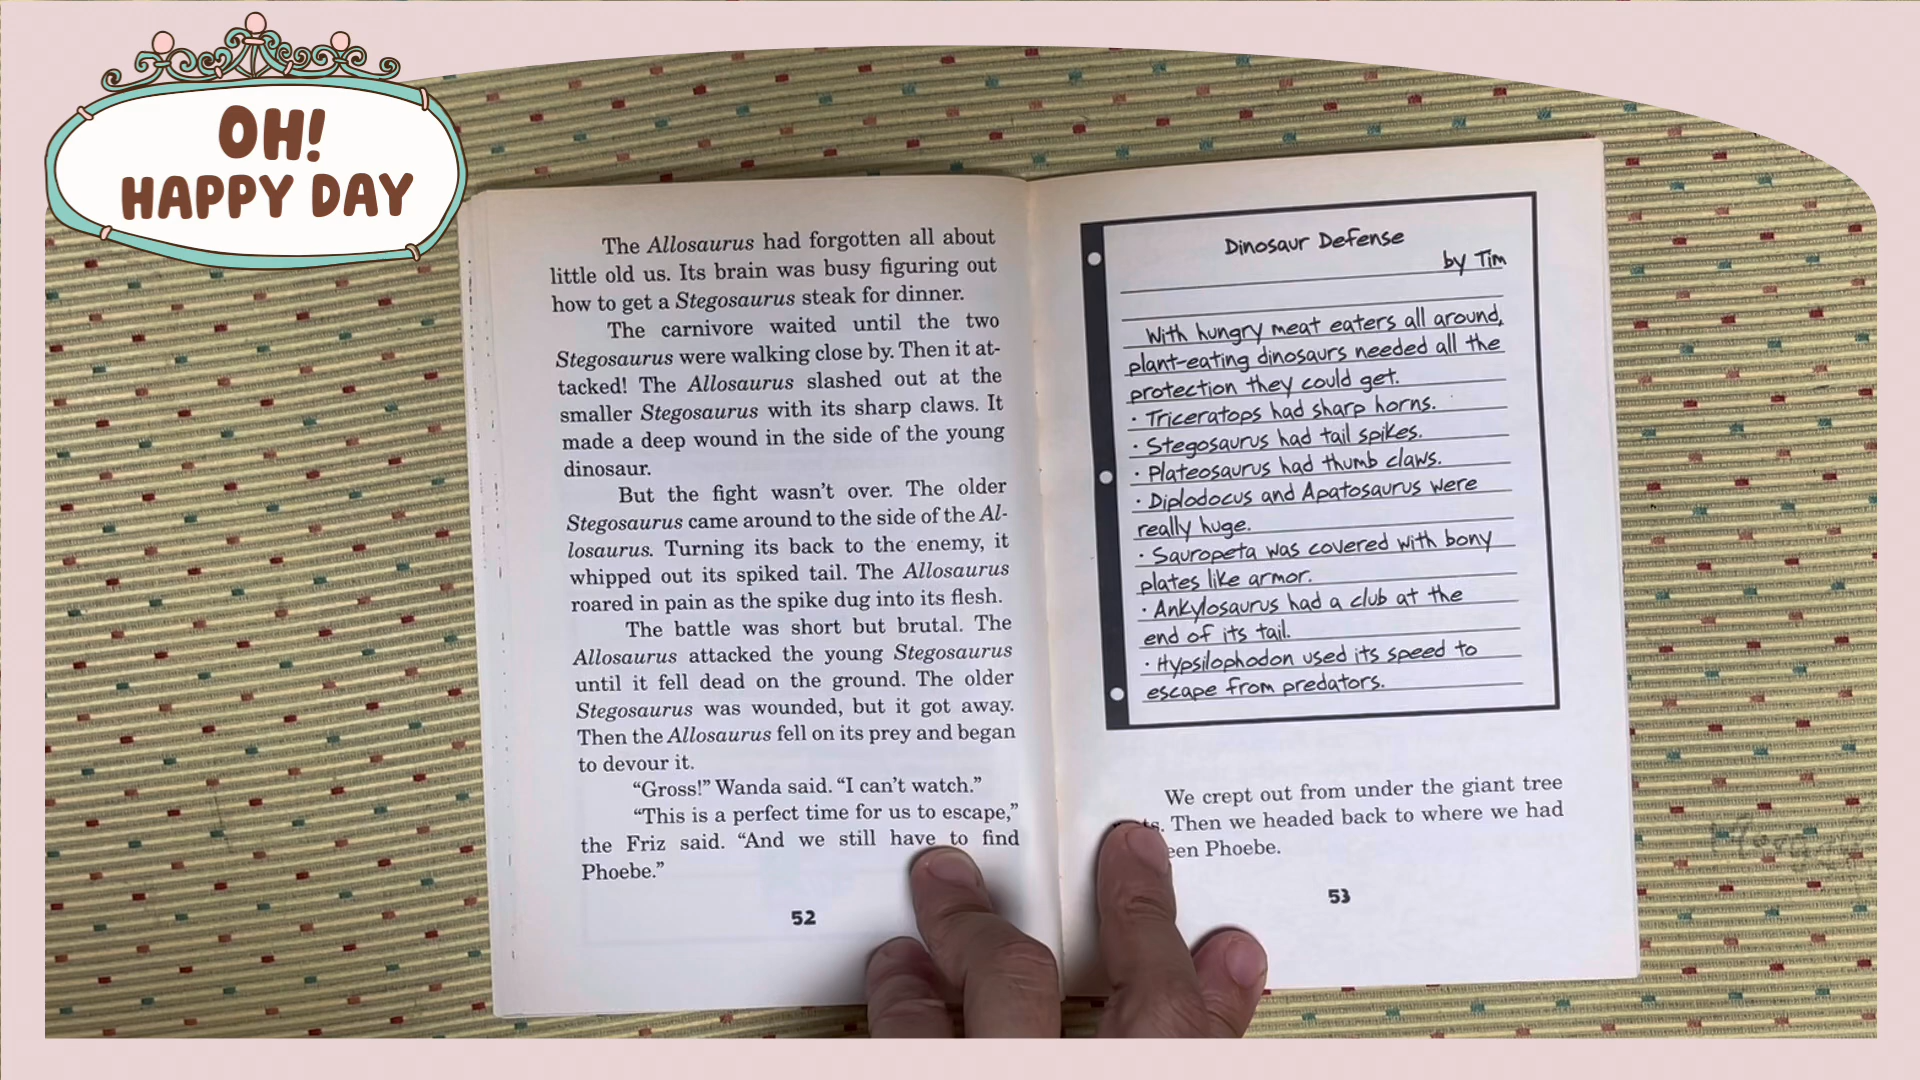 OH!
HAPPY DAY
The Allosaurus had forgotten all about
little old us. Its brain was busy figuring out
how to get a Stegosaurus steak for dinner.
The carnivore waited until the two
Stegosaurus were walking close by. Then it at-
tacked! The Allosaurus slashed out at the
smaller Stegosaurus with its sharp claws. It
made a deep wound in the side of the young
dinosaur.
But the fight wasn't over. The older
Stegosaurus came around to the side of the Al-
losaurus. Turning its back to the enemy, it
whipped out its spiked tail. The Allosaurus
roared in pain as the spike dug into its flesh.
The battle was short but brutal. The
Allosaurus attacked the young Stegosaurus
until it fell dead on the ground. The older
Stegosaurus was wounded, but it got away.
Then the Allosaurus fell on its prey and began
to devour it.
“Gross!” Wanda said. “I can't watch.”
“This is a perfect time for us to escape,”
the Friz said. “And we still have to find
Phoebe.”
52
Dinosaur Defense
by Tim
With hungry meat eaters all around,
plant-eating dinosaurs needed all the
protection they could get.
· Triceratops had sharp horns.
· Stegosaurus had tail spikes.
· Plateosaurus had thumb claws.
· Diplodocus and Apatosaurus were
really huge.
· Sauropeta was covered with bony
plates like armor.
· Ankylosaurus had a club at the
end of its tail.
· Hypsilophodon used its speed to
escape from predators.
We crept out from under the giant tree
Then we headed back to where we had
Phoebe.
53